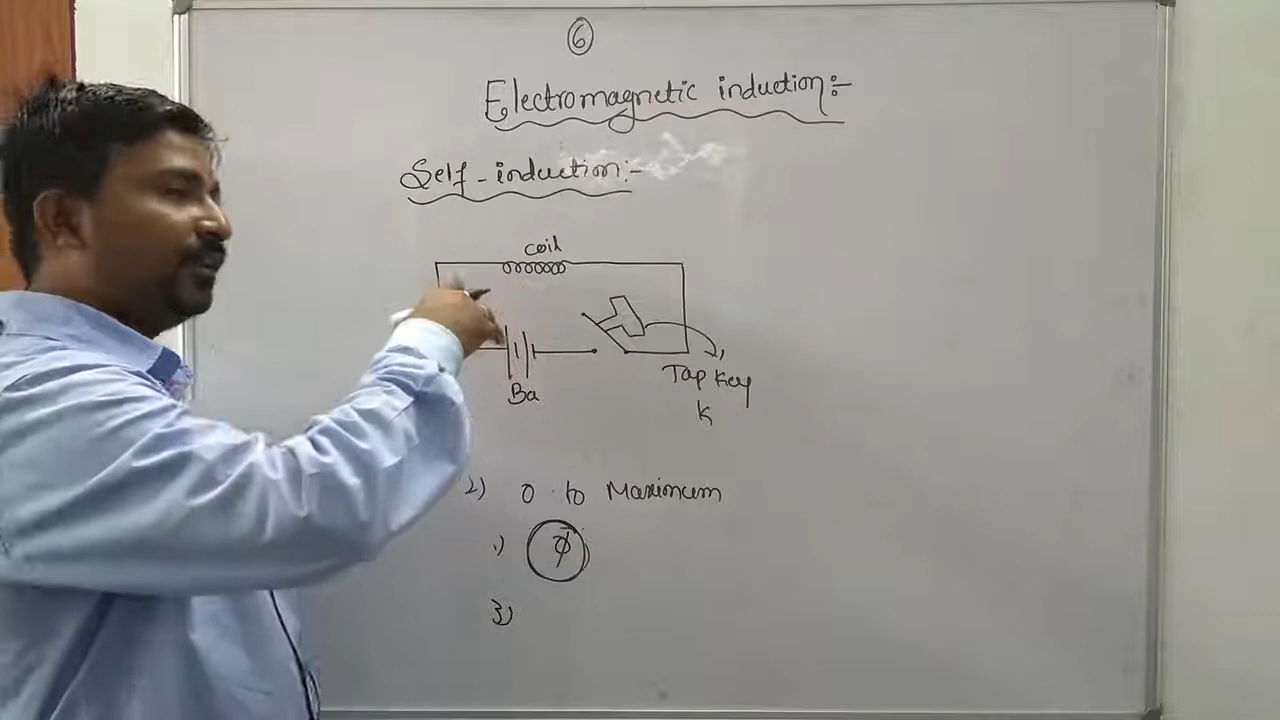 6
Electromagnetic induction:-
Self-induction:-
coil
Ba
Tap Key
K
2) 0 to Maximum
1) φ
3)